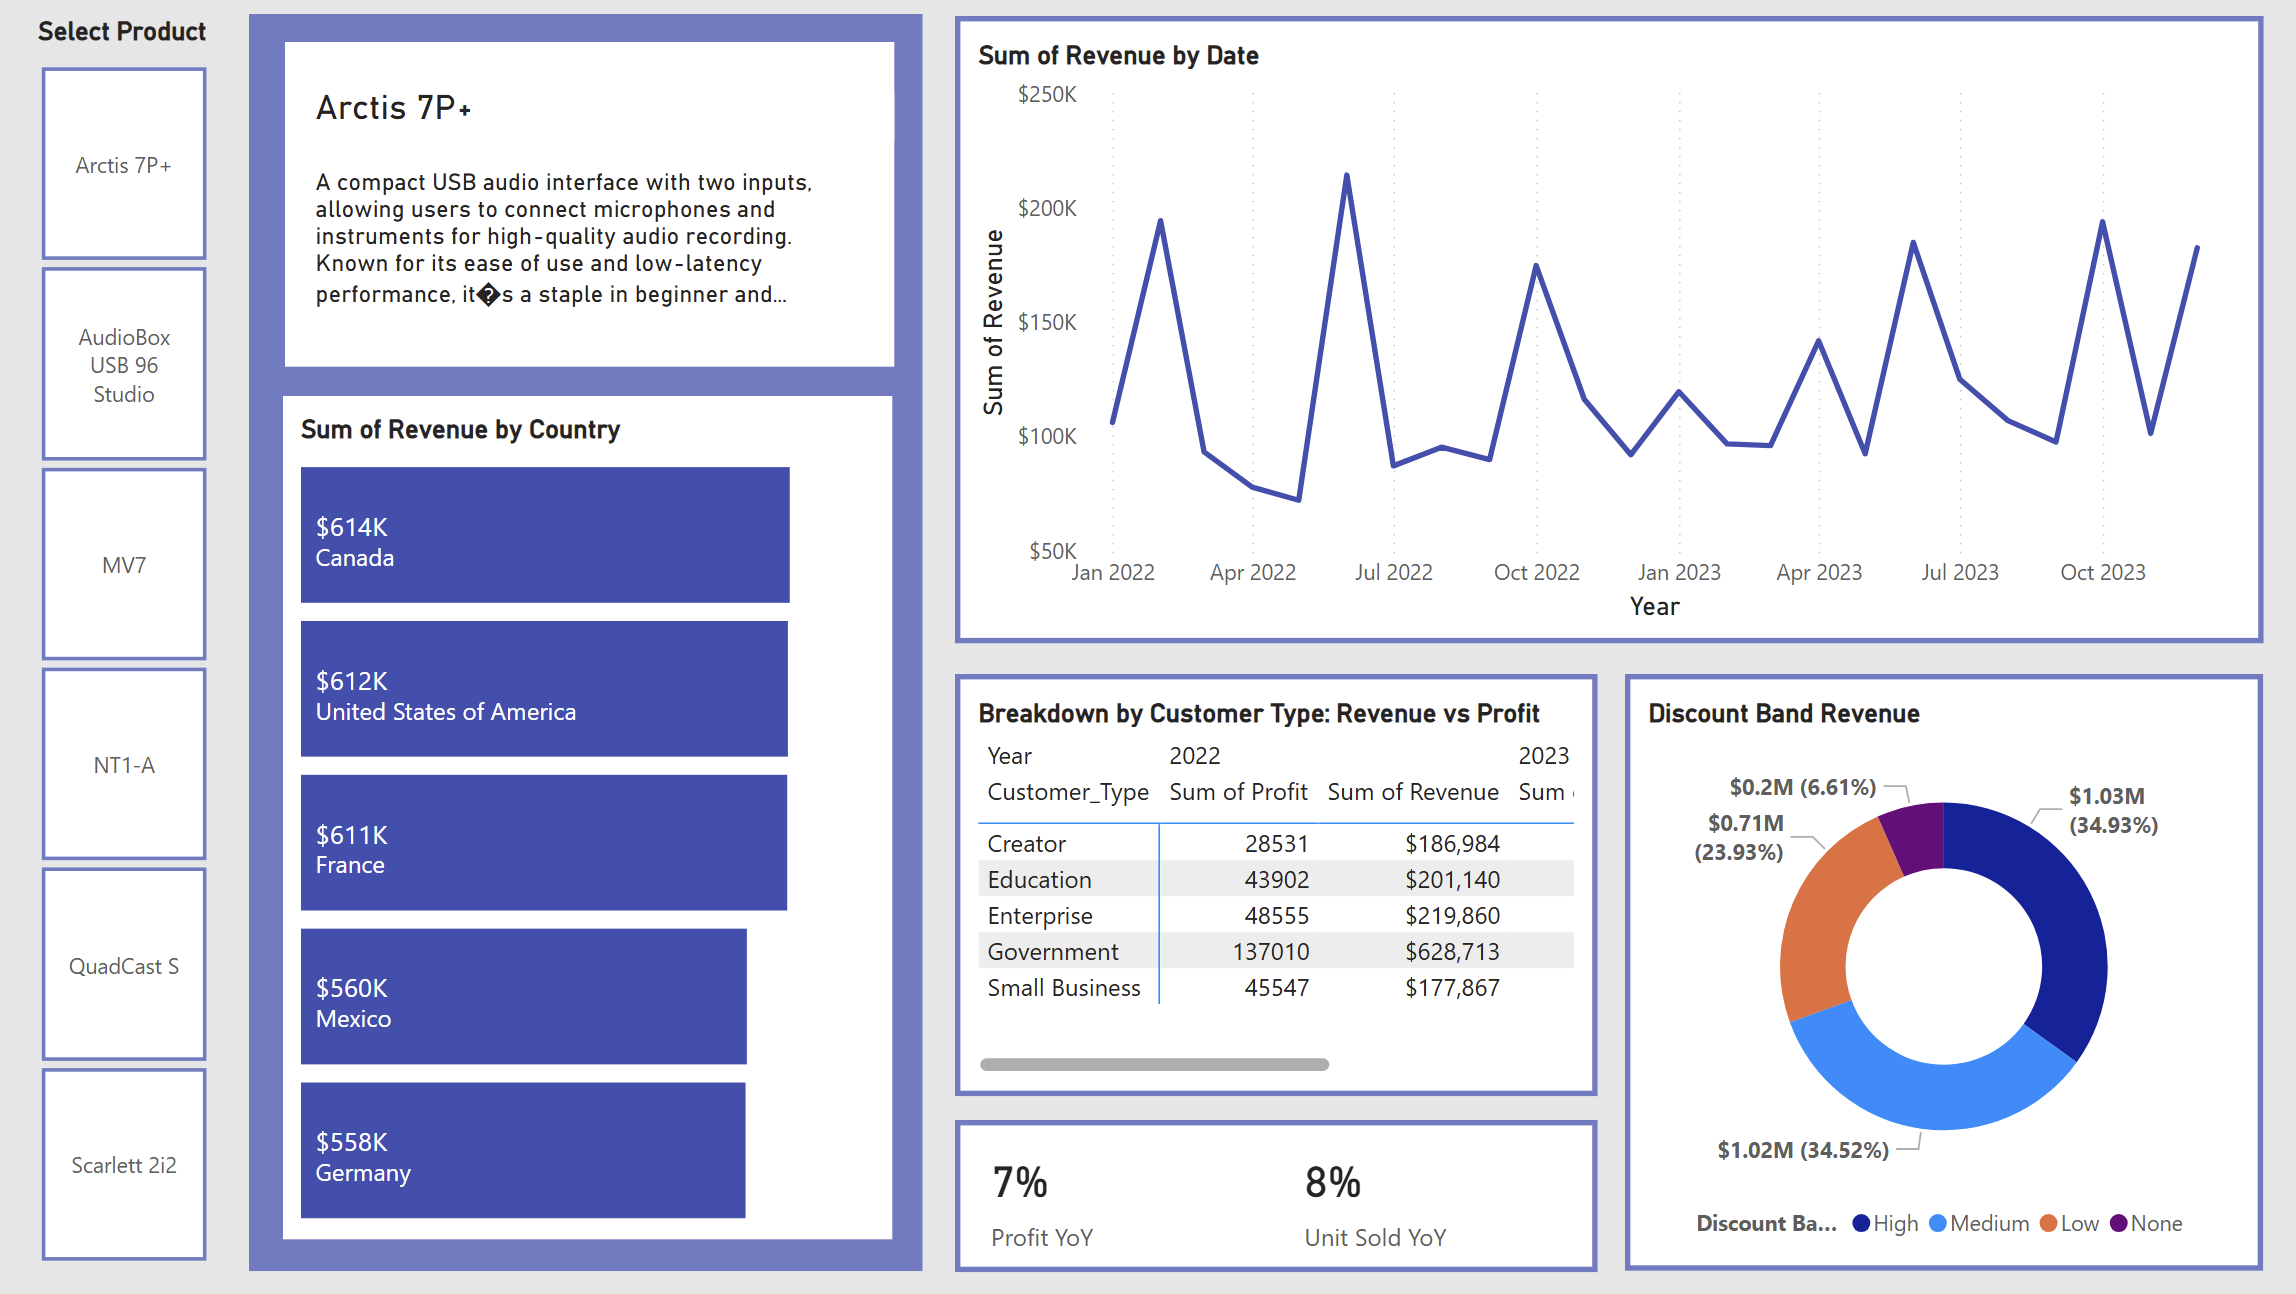 Select Product
Arctis 7P+
AudioBox
USB 96
Studio
MV7
NT1-A
QuadCast S
Scarlett 2i2
Arctis 7P+
A compact USB audio interface with two inputs,
allowing users to connect microphones and
instruments for high-quality audio recording.
Known for its ease of use and low-latency
performance, it�s a staple in beginner and...
Sum of Revenue by Country
$614K
Canada
$612K
United States of America
$611K
France
$560K
Mexico
$558K
Germany
Sum of Revenue by Date
Sum of Revenue
$250K
$200K
$150K
$100K
$50K
Jan 2022 Apr 2022 Jul 2022 Oct 2022 Jan 2023 Apr 2023 Jul 2023 Oct 2023
Year
Breakdown by Customer Type: Revenue vs Profit
Year 2022 2023
Customer_Type Sum of Profit Sum of Revenue Sum
Creator 28531 $186,984
Education 43902 $201,140
Enterprise 48555 $219,860
Government 137010 $628,713
Small Business 45547 $177,867
7% 8%
Profit YoY Unit Sold YoY
Discount Band Revenue
$0.2M (6.61%)
$0.71M
(23.93%)
$1.03M
(34.93%)
$1.02M (34.52%)
Discount Ba... High Medium Low None